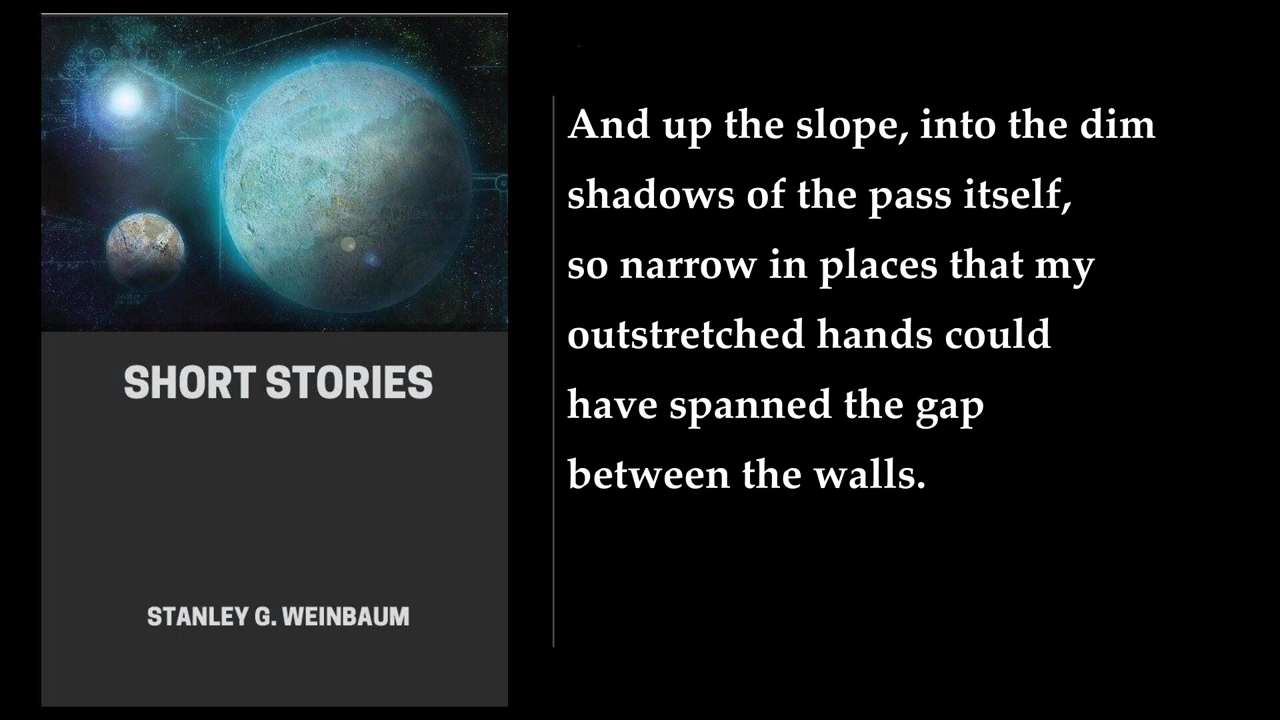 SHORT STORIES
STANLEY G. WEINBAUM
And up the slope, into the dim
shadows of the pass itself,
so narrow in places that my
outstretched hands could
have spanned the gap
between the walls.